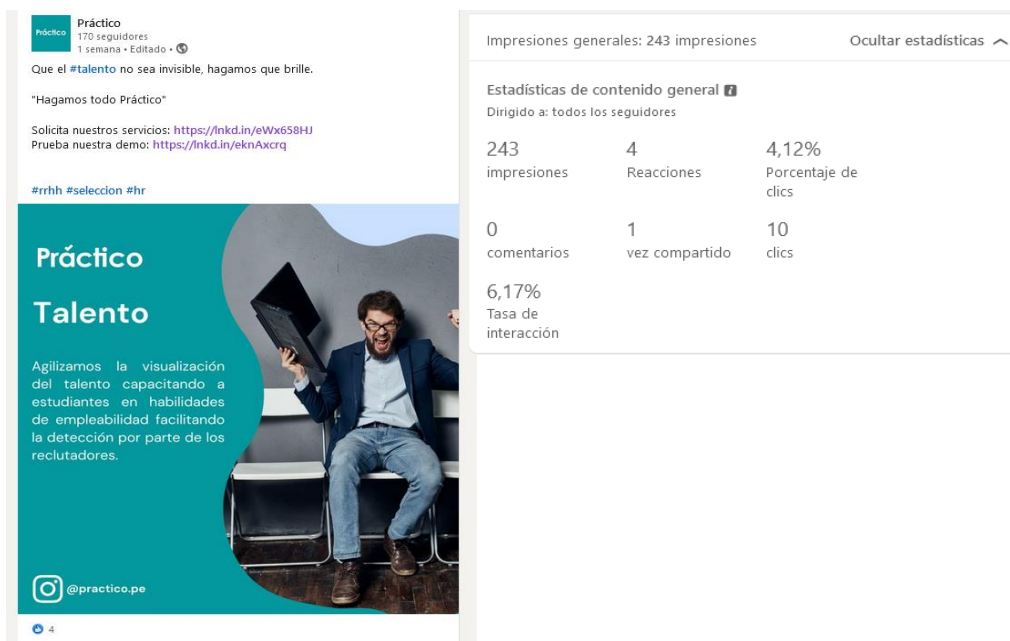 Práctico
Práctico
170 seguidores
1 semana • Editado •
Que el #talento no sea invisible, hagamos que brille.
"Hagamos todo Práctico"
Solicita nuestros servicios: https://lnkd.in/eWx658HJ
Prueba nuestra demo: https://lnkd.in/eknAxcrq
#rrhh #seleccion #hr
Práctico
Talento
Agilizamos la visualización
del talento capacitando a
estudiantes en habilidades
de empleabilidad facilitando
la detección por parte de los
reclutadores.
@practico.pe
4
Impresiones generales: 243 impresiones
Ocultar estadísticas
Estadísticas de contenido general
Dirigido a: todos los seguidores
243
impresiones
4
Reacciones
4,12%
Porcentaje de
clics
0
comentarios
1
vez compartido
10
clics
6,17%
Tasa de
interacción